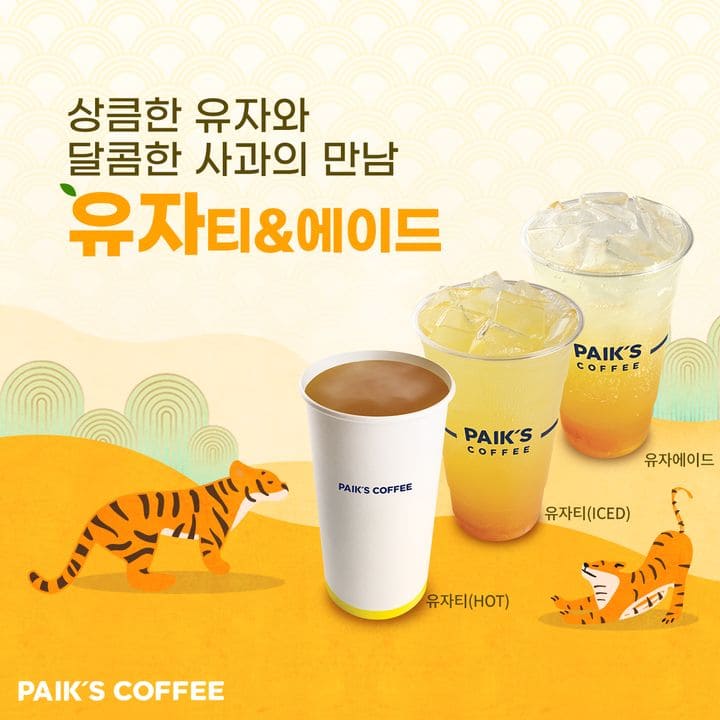 상큼한 유자와
달콤한 사과의 만남
유자티&에이드
PAIK'S
COFFEE
유자에이드
PAIK'S
COFFEE
유자티(ICED)
PAIK'S COFFEE
유자티(HOT)
PAIK'S COFFEE